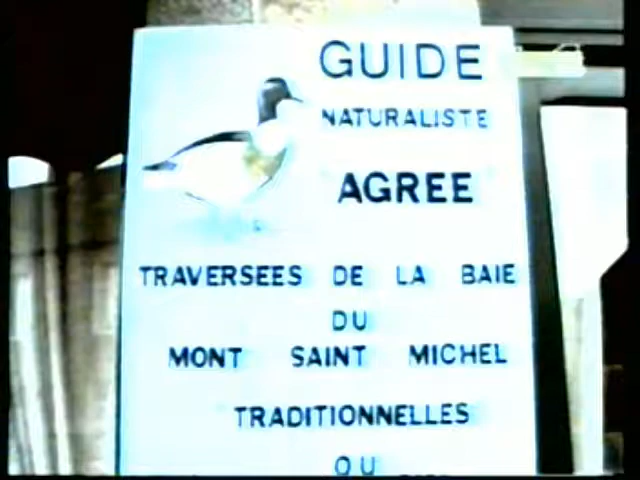 GUIDE
NATURALISTE
AGREE
TRAVERSEES DE LA BAIE
DU
MONT SAINT MICHEL
TRADITIONNELLES
OU